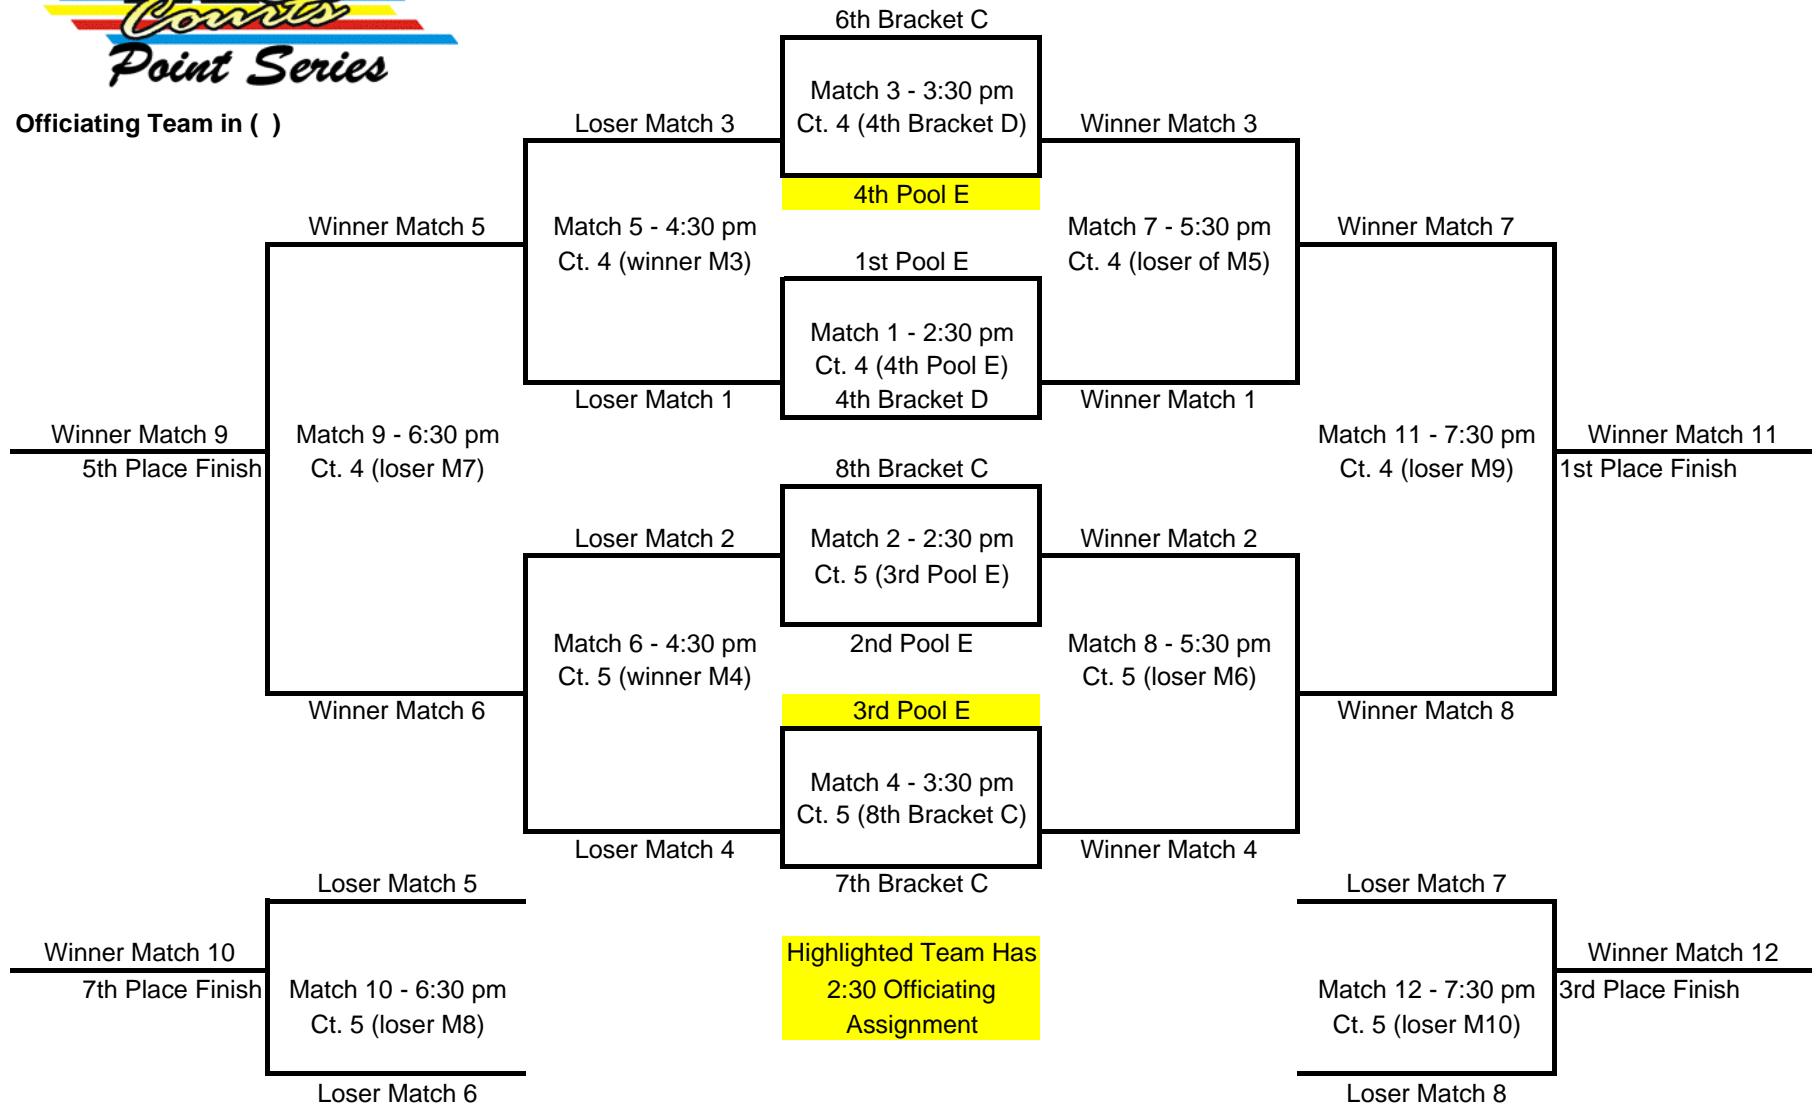 Courts
Point Series
Officiating Team in ( )
6th Bracket C
Match 3 - 3:30 pm
Ct. 4 (4th Bracket D)
Loser Match 3
Winner Match 3
4th Pool E
Winner Match 5
Match 5 - 4:30 pm
Ct. 4 (winner M3)
Match 7 - 5:30 pm
Ct. 4 (loser of M5)
Winner Match 7
1st Pool E
Match 1 - 2:30 pm
Ct. 4 (4th Pool E)
4th Bracket D
Loser Match 1
Winner Match 1
Winner Match 9
5th Place Finish
Match 9 - 6:30 pm
Ct. 4 (loser M7)
Match 11 - 7:30 pm
Ct. 4 (loser M9)
Winner Match 11
1st Place Finish
8th Bracket C
Loser Match 2
Match 2 - 2:30 pm
Ct. 5 (3rd Pool E)
Winner Match 2
2nd Pool E
Match 6 - 4:30 pm
Ct. 5 (winner M4)
Match 8 - 5:30 pm
Ct. 5 (loser M6)
Winner Match 6
3rd Pool E
Winner Match 8
Match 4 - 3:30 pm
Ct. 5 (8th Bracket C)
Loser Match 4
Winner Match 4
7th Bracket C
Loser Match 5
Loser Match 7
Winner Match 10
7th Place Finish
Match 10 - 6:30 pm
Ct. 5 (loser M8)
Highlighted Team Has
2:30 Officiating
Assignment
Match 12 - 7:30 pm
Ct. 5 (loser M10)
Winner Match 12
3rd Place Finish
Loser Match 6
Loser Match 8